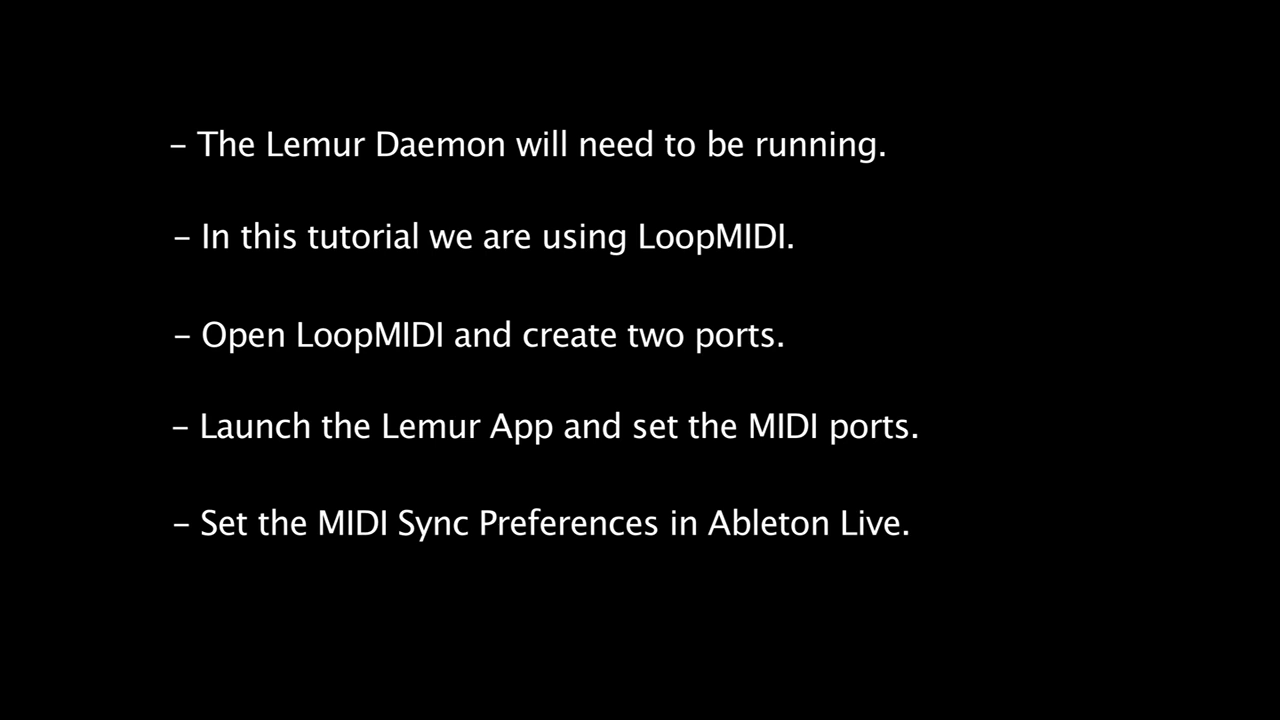 – The Lemur Daemon will need to be running.
– In this tutorial we are using LoopMIDI.
– Open LoopMIDI and create two ports.
– Launch the Lemur App and set the MIDI ports.
– Set the MIDI Sync Preferences in Ableton Live.